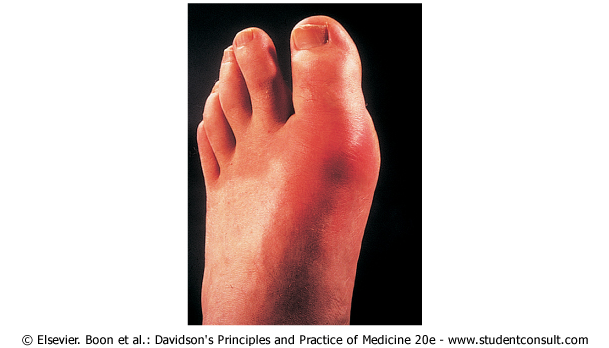 © Elsevier. Boon et al.: Davidson's Principles and Practice of Medicine 20e - www.studentconsult.com